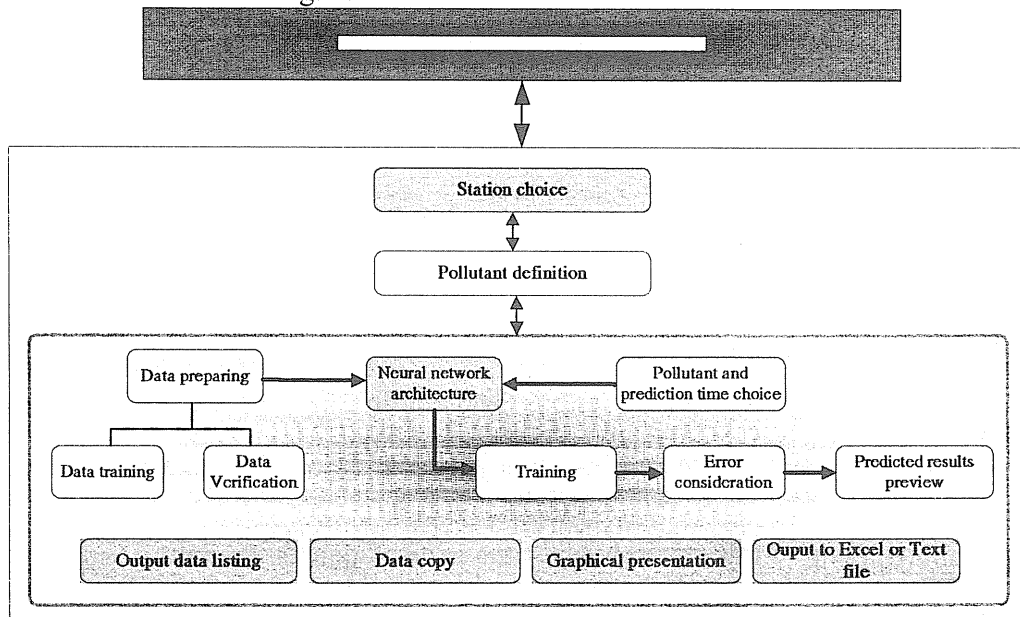 Station choice
Pollutant definition
Data preparing
Neural network
architecture
Pollutant and
prediction time choice
Data training
Data
Verification
Training
Error
consideration
Predicted results
preview
Output data listing
Data copy
Graphical presentation
Ouput to Excel or Text
file